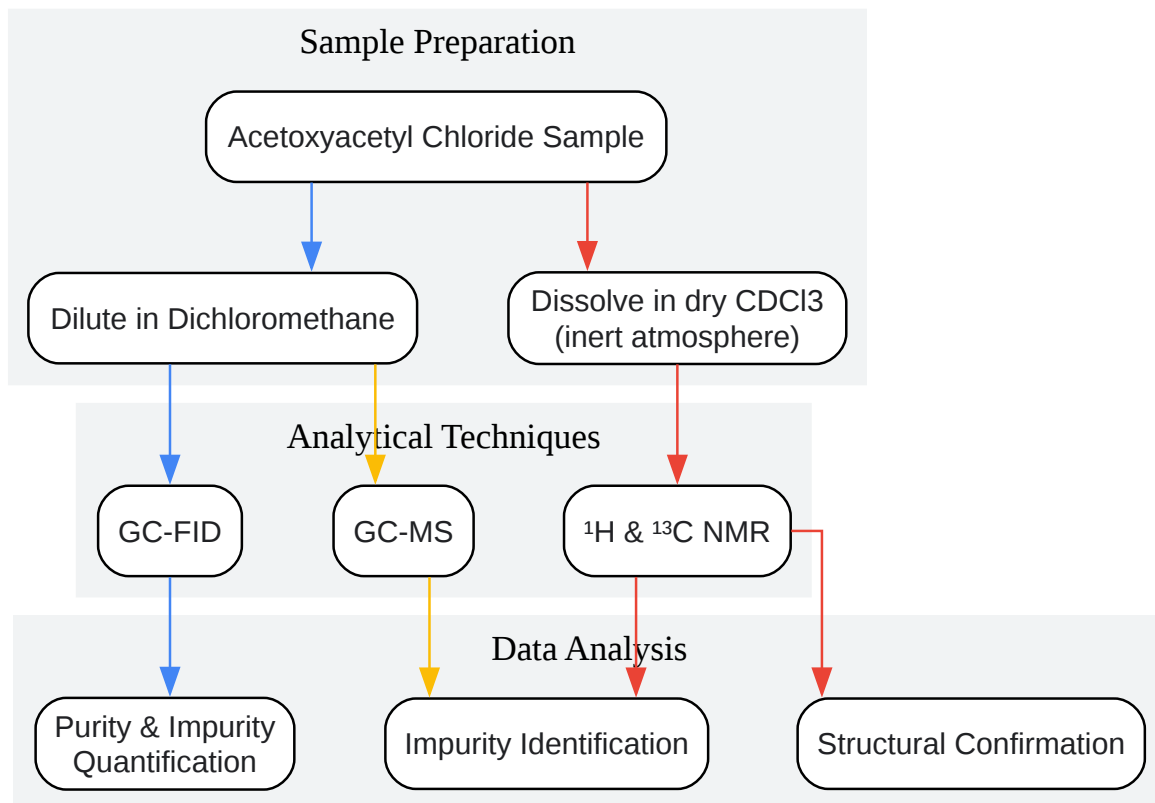 Sample Preparation
Acetoxyacetyl Chloride Sample
Dilute in Dichloromethane
Dissolve in dry CDCl3
(inert atmosphere)
Analytical Techniques
GC-FID
GC-MS
¹H & ¹³C NMR
Data Analysis
Purity & Impurity
Quantification
Impurity Identification
Structural Confirmation